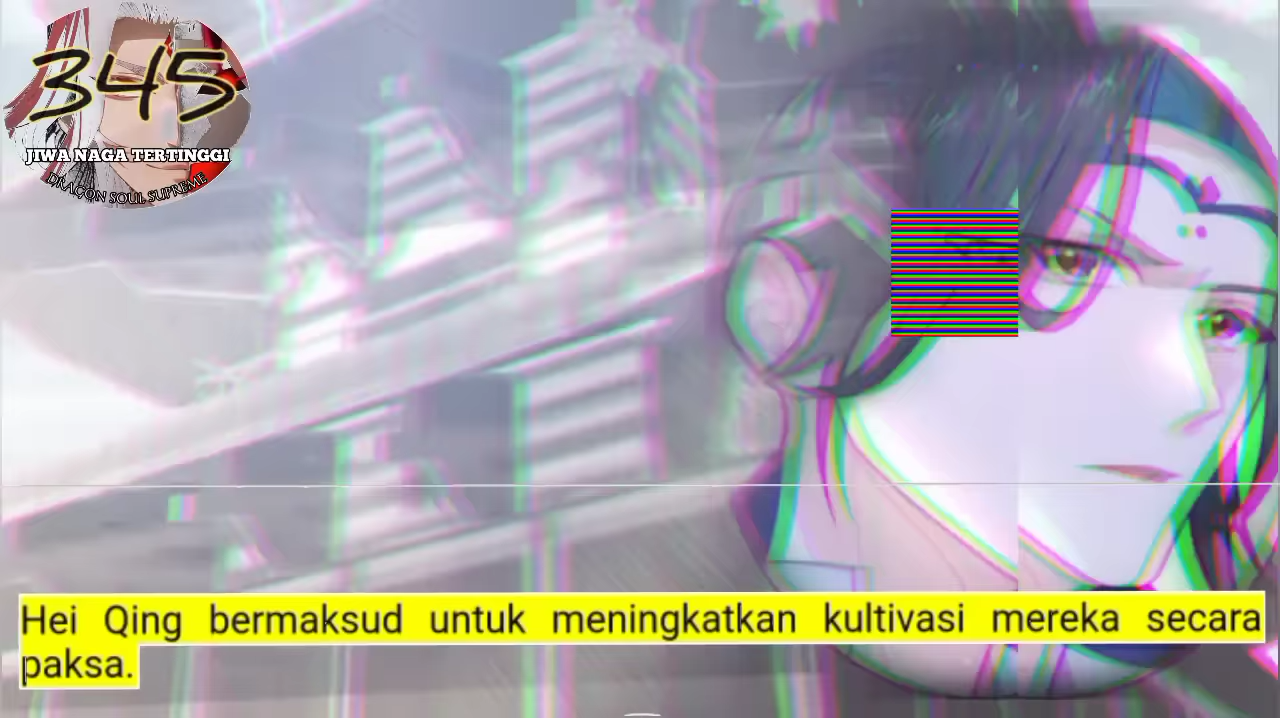 345
JIWA NAGA TERTINGGI
DRAGON SOUL SUPREME
Hei Qing bermaksud untuk meningkatkan kultivasi mereka secara
paksa.